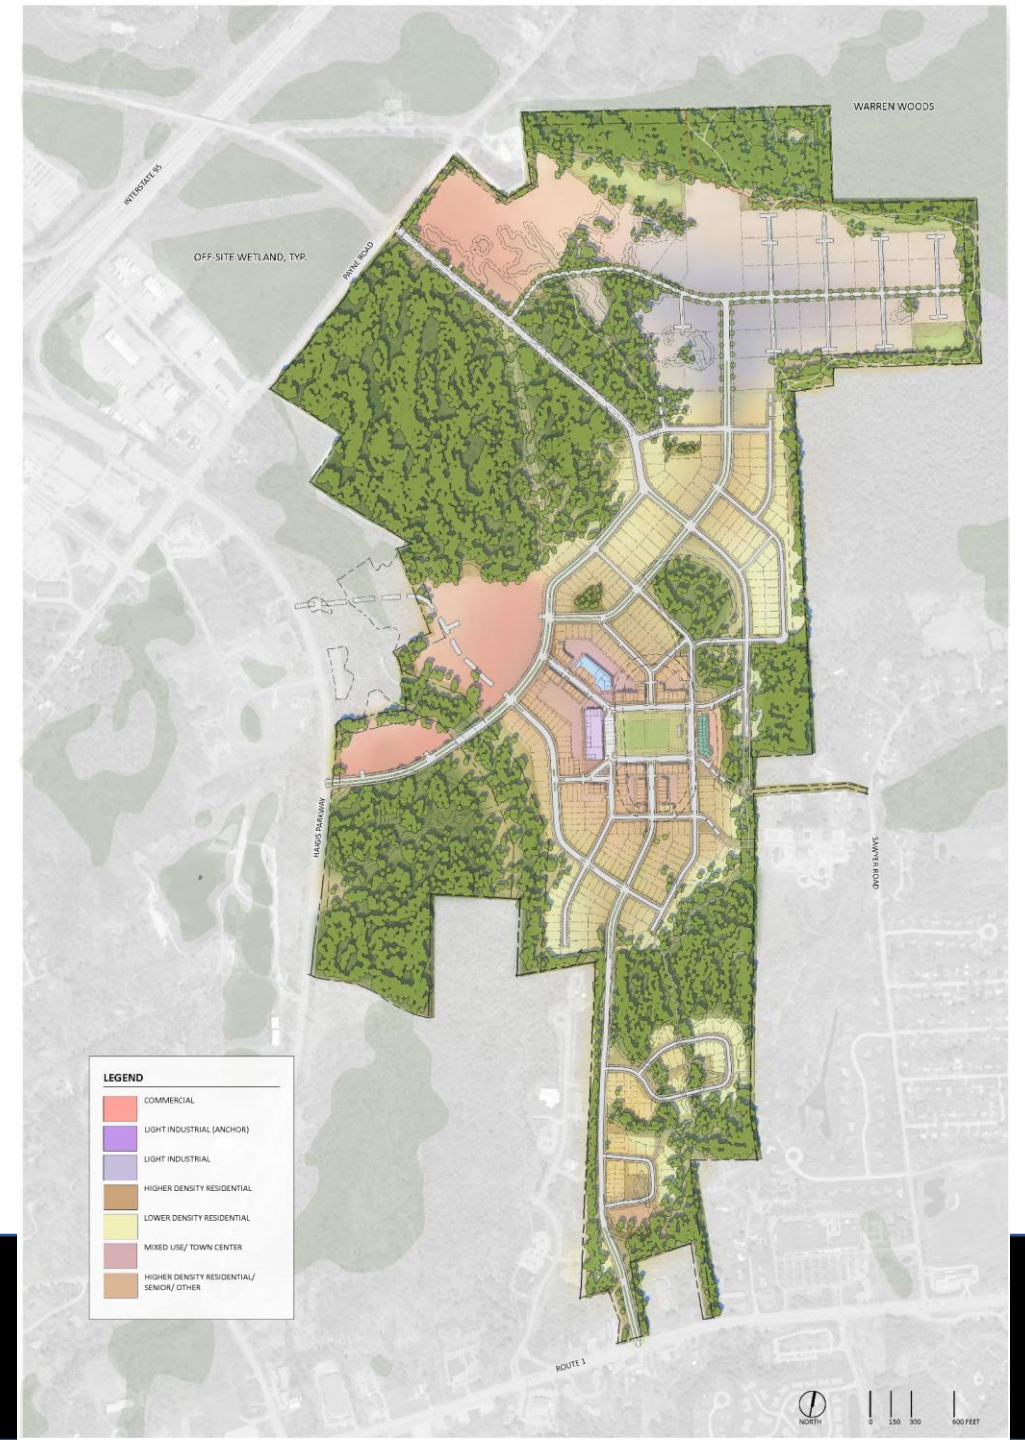 WARREN WOODS
INTERSTATE 95
OFF-SITE WETLAND, TYP.
PAYNE ROAD
HAIGIS PARKWAY
SAWYER ROAD
LEGEND
COMMERCIAL
LIGHT INDUSTRIAL (ANCHOR)
LIGHT INDUSTRIAL
HIGHER DENSITY RESIDENTIAL
LOWER DENSITY RESIDENTIAL
MIXED USE/ TOWN CENTER
HIGHER DENSITY RESIDENTIAL/
SENIOR/ OTHER
ROUTE 1
NORTH
0 150 300 600 FEET